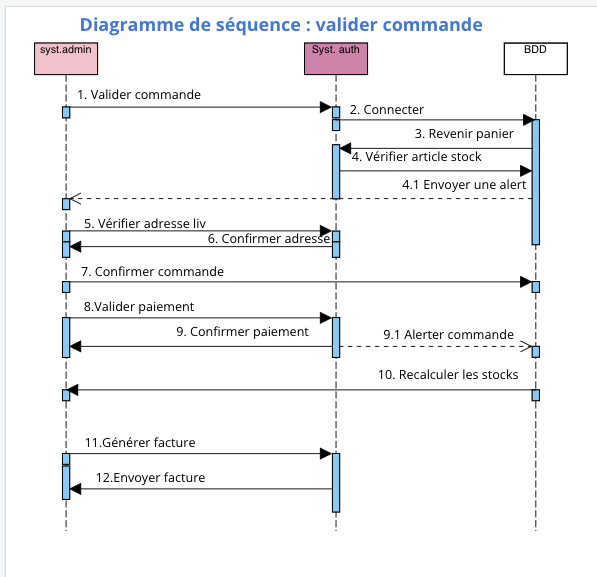 Diagramme de séquence : valider commande
syst.admin
Syst. auth
BDD
1. Valider commande
2. Connecter
3. Revenir panier
4. Vérifier article stock
4.1 Envoyer une alert
5. Vérifier adresse liv
6. Confirmer adresse
7. Confirmer commande
8.Valider paiement
9. Confirmer paiement
9.1 Alerter commande
10. Recalculer les stocks
11.Générer facture
12.Envoyer facture